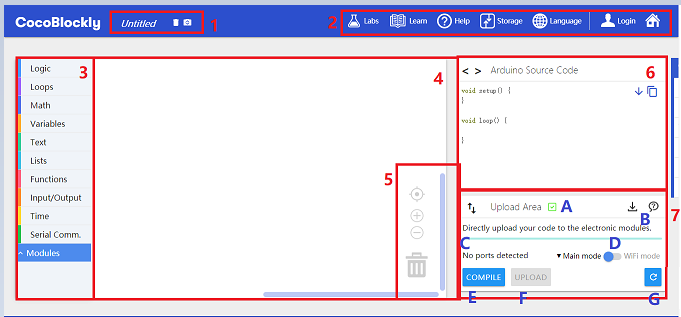 CocoBlockly Untitled 1 2 Labs Learn Help Storage Language Login
3 4 6
Logic
Loops
Math
Variables
Text
Lists
Functions
Input/Output
Time
Serial Comm.
Modules
5
< > Arduino Source Code
void setup() {
}
void loop() {
}
7
Upload Area A B
Directly upload your code to the electronic modules.
C D
No ports detected ▾ Main mode WiFi mode
COMPILE UPLOAD
E F G